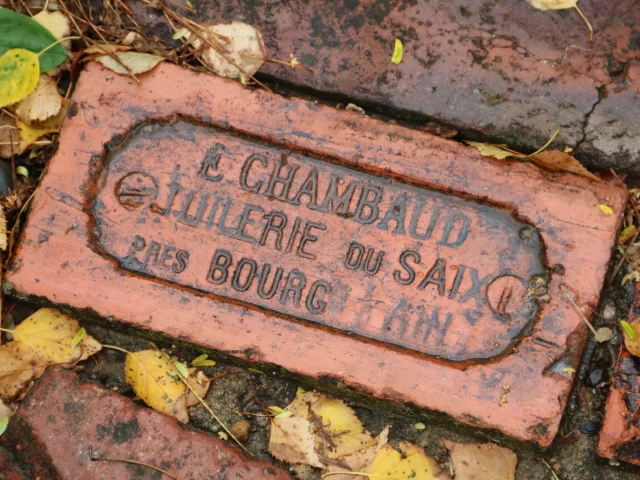 E CHAMBAUD
TUILERIE DU SAIX
PRES BOURG AIN